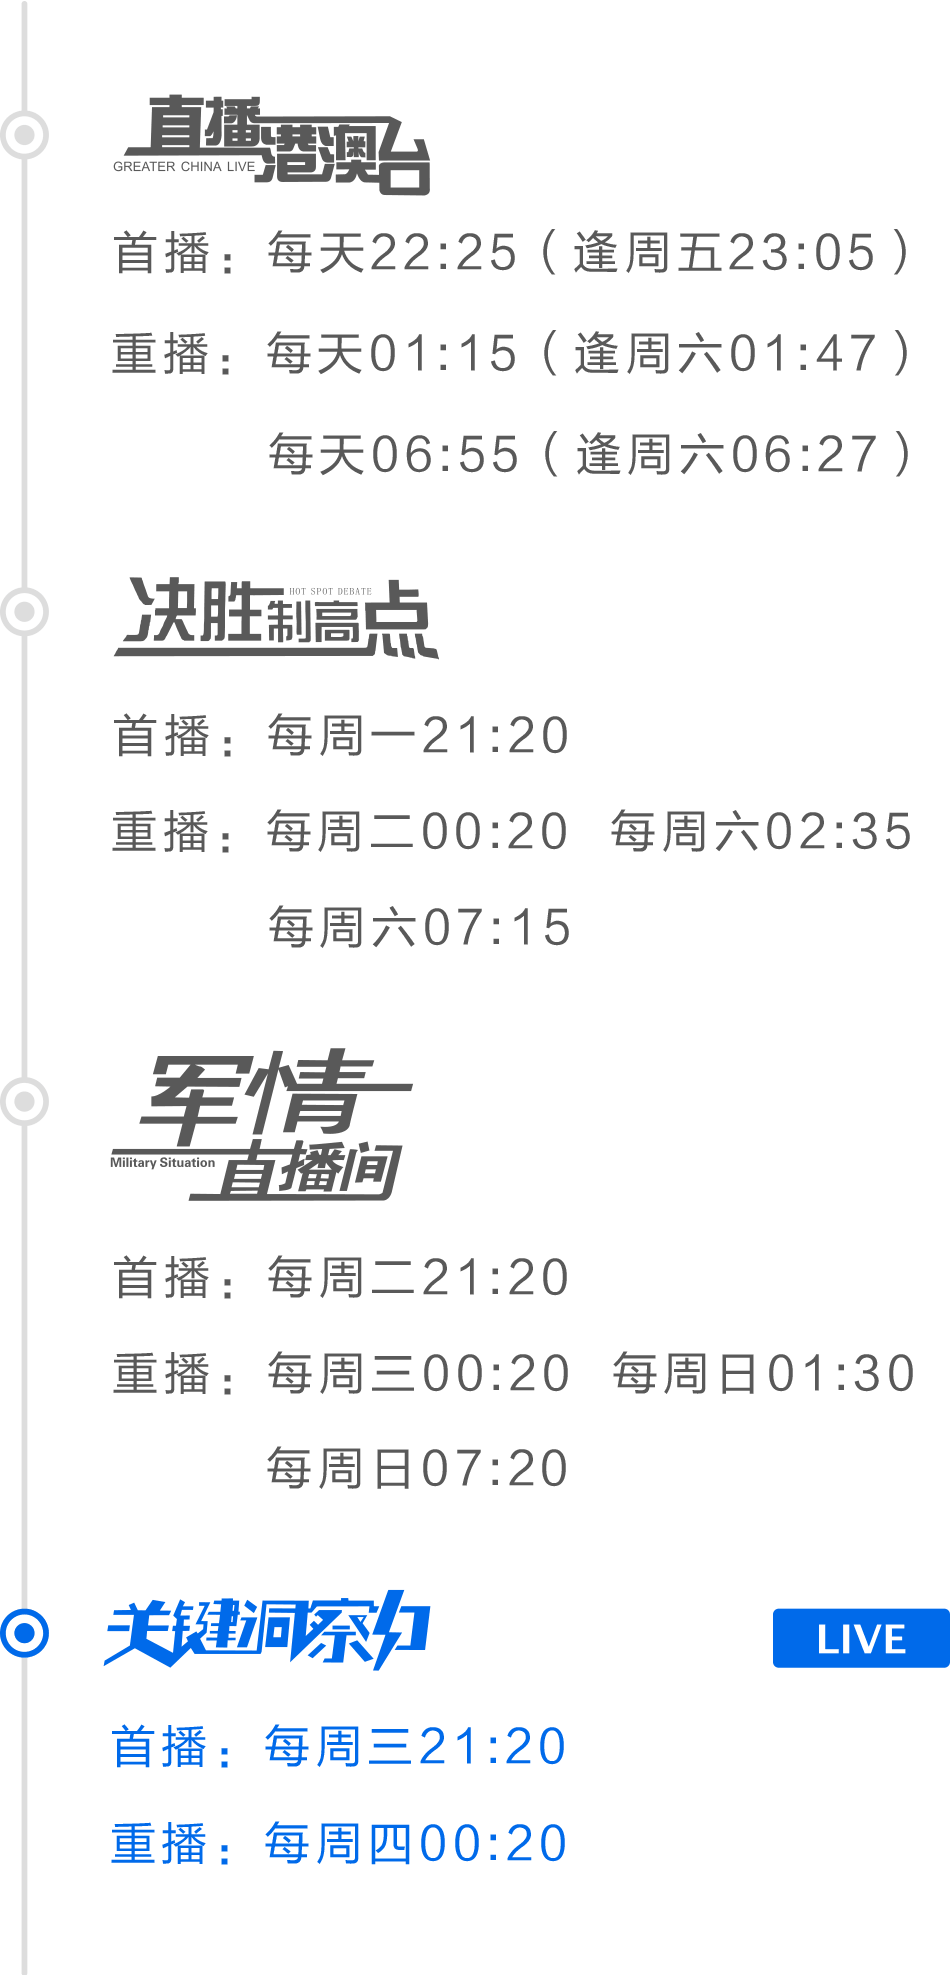 直播港澳台
GREATER CHINA LIVE
首播：每天22:25（逢周五23:05）
重播：每天01:15（逢周六01:47）
每天06:55（逢周六06:27）
决胜制高点
HOT SPOT DEBATE
首播：每周一21:20
重播：每周二00:20 每周六02:35
每周六07:15
军情
Military Situation 直播间
首播：每周二21:20
重播：每周三00:20 每周日01:30
每周日07:20
关键洞察力 LIVE
首播：每周三21:20
重播：每周四00:20